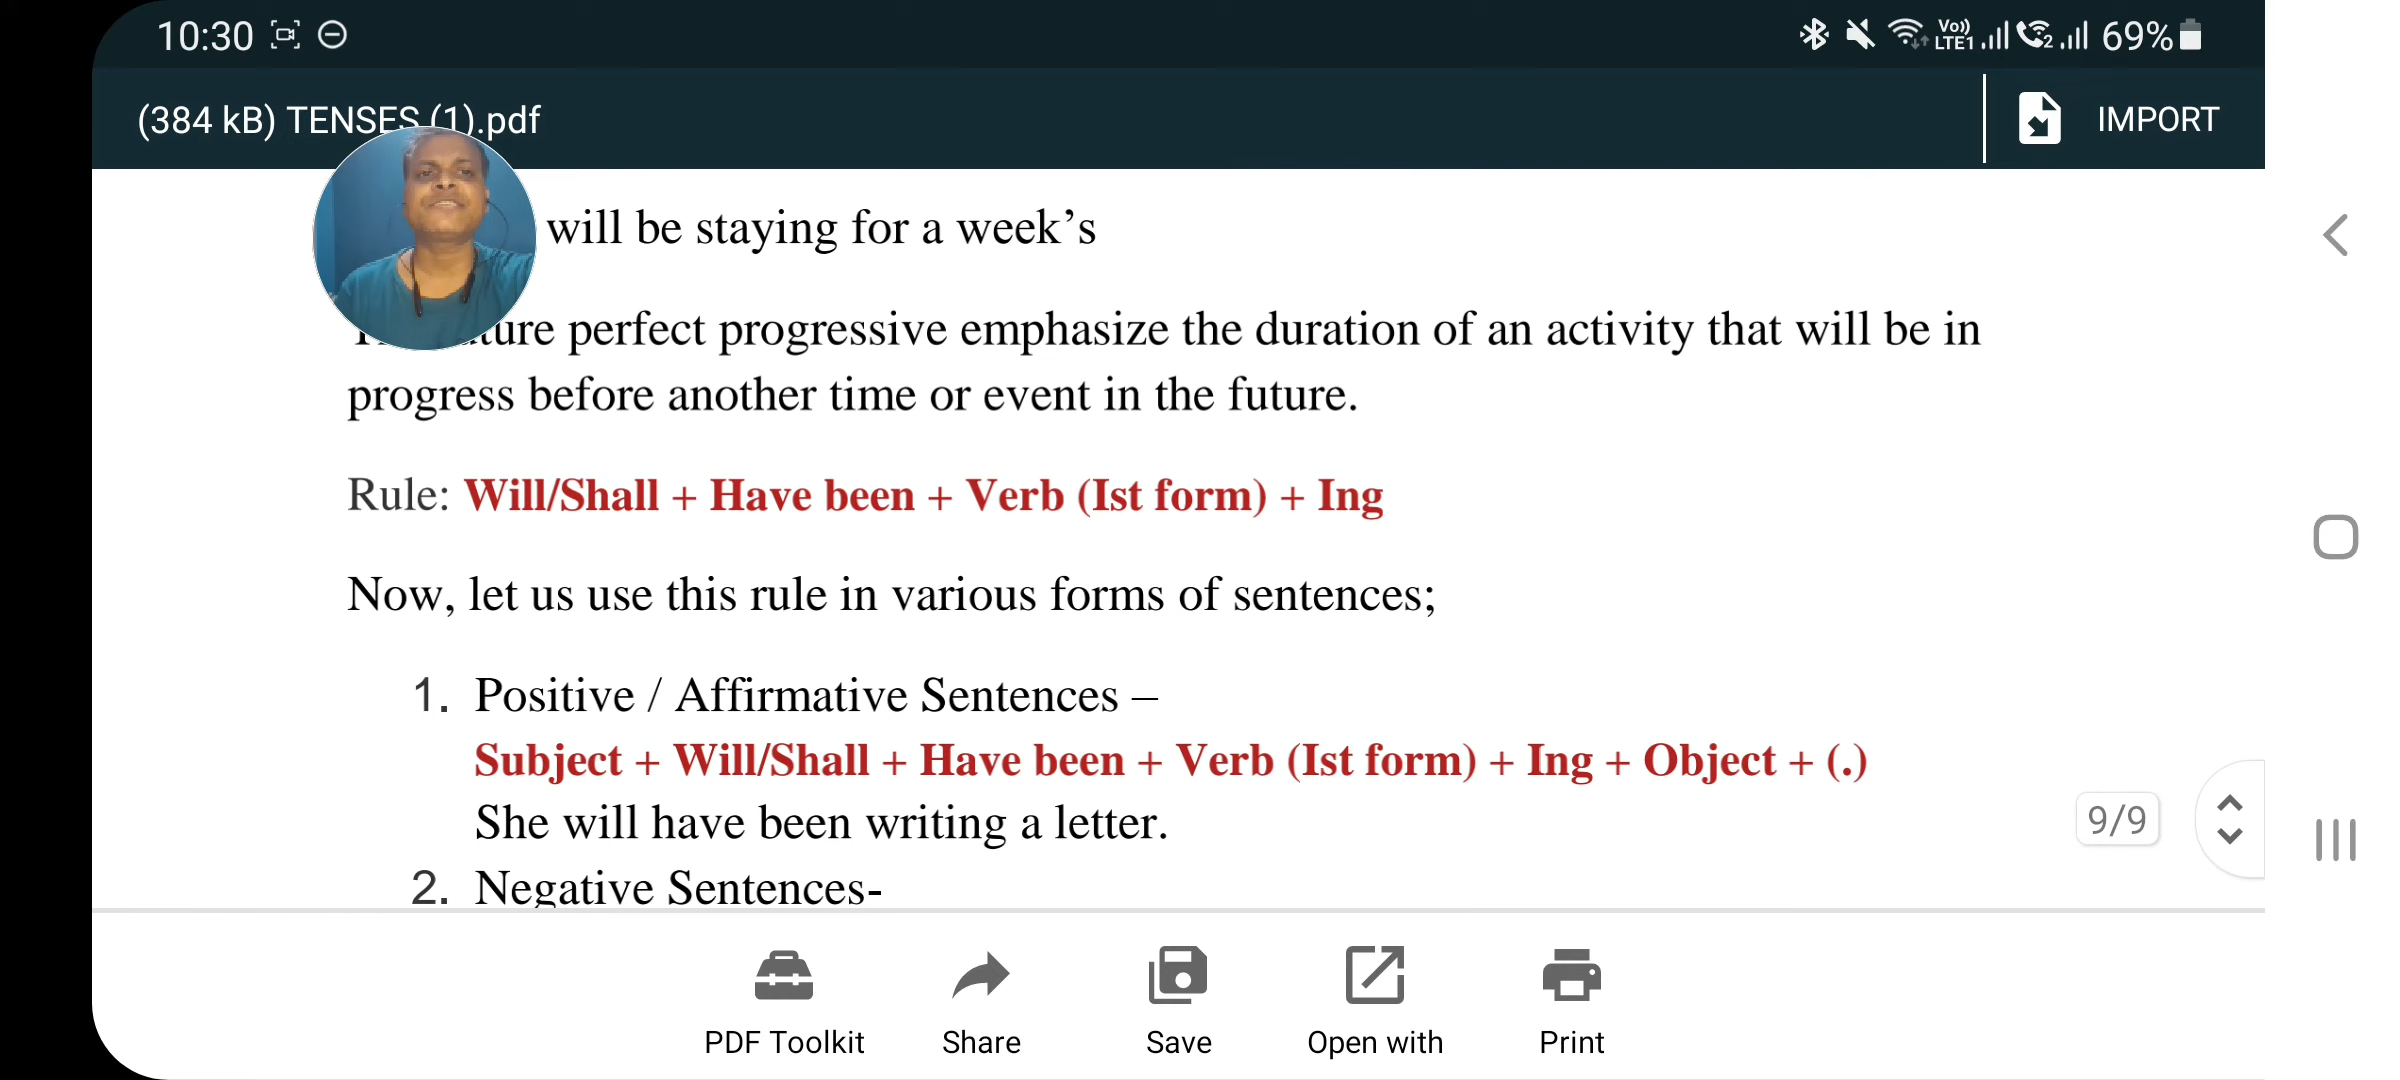 10:30
Vo)) LTE1 2 69%
(384 kB) TENSES (1).pdf
IMPORT
will be staying for a week's
perfect progressive emphasize the duration of an activity that will be in
progress before another time or event in the future.
Rule: Will/Shall + Have been + Verb (Ist form) + Ing
Now, let us use this rule in various forms of sentences;
1. Positive / Affirmative Sentences –
Subject + Will/Shall + Have been + Verb (Ist form) + Ing + Object + (.)
She will have been writing a letter.
9/9
2. Negative Sentences-
PDF Toolkit
Share
Save
Open with
Print